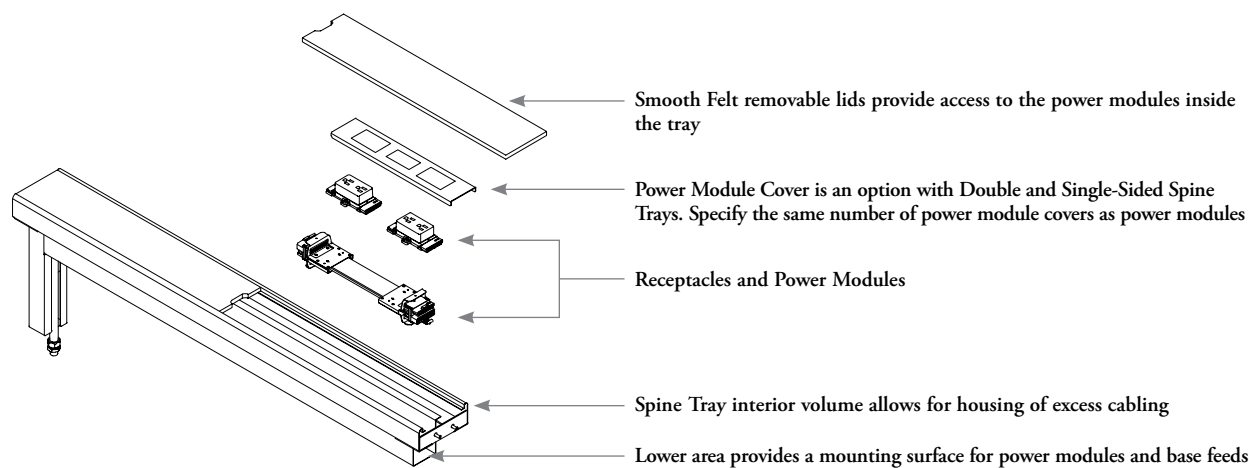 Smooth Felt removable lids provide access to the power modules inside
the tray
Power Module Cover is an option with Double and Single-Sided Spine
Trays. Specify the same number of power module covers as power modules
Receptacles and Power Modules
Spine Tray interior volume allows for housing of excess cabling
Lower area provides a mounting surface for power modules and base feeds